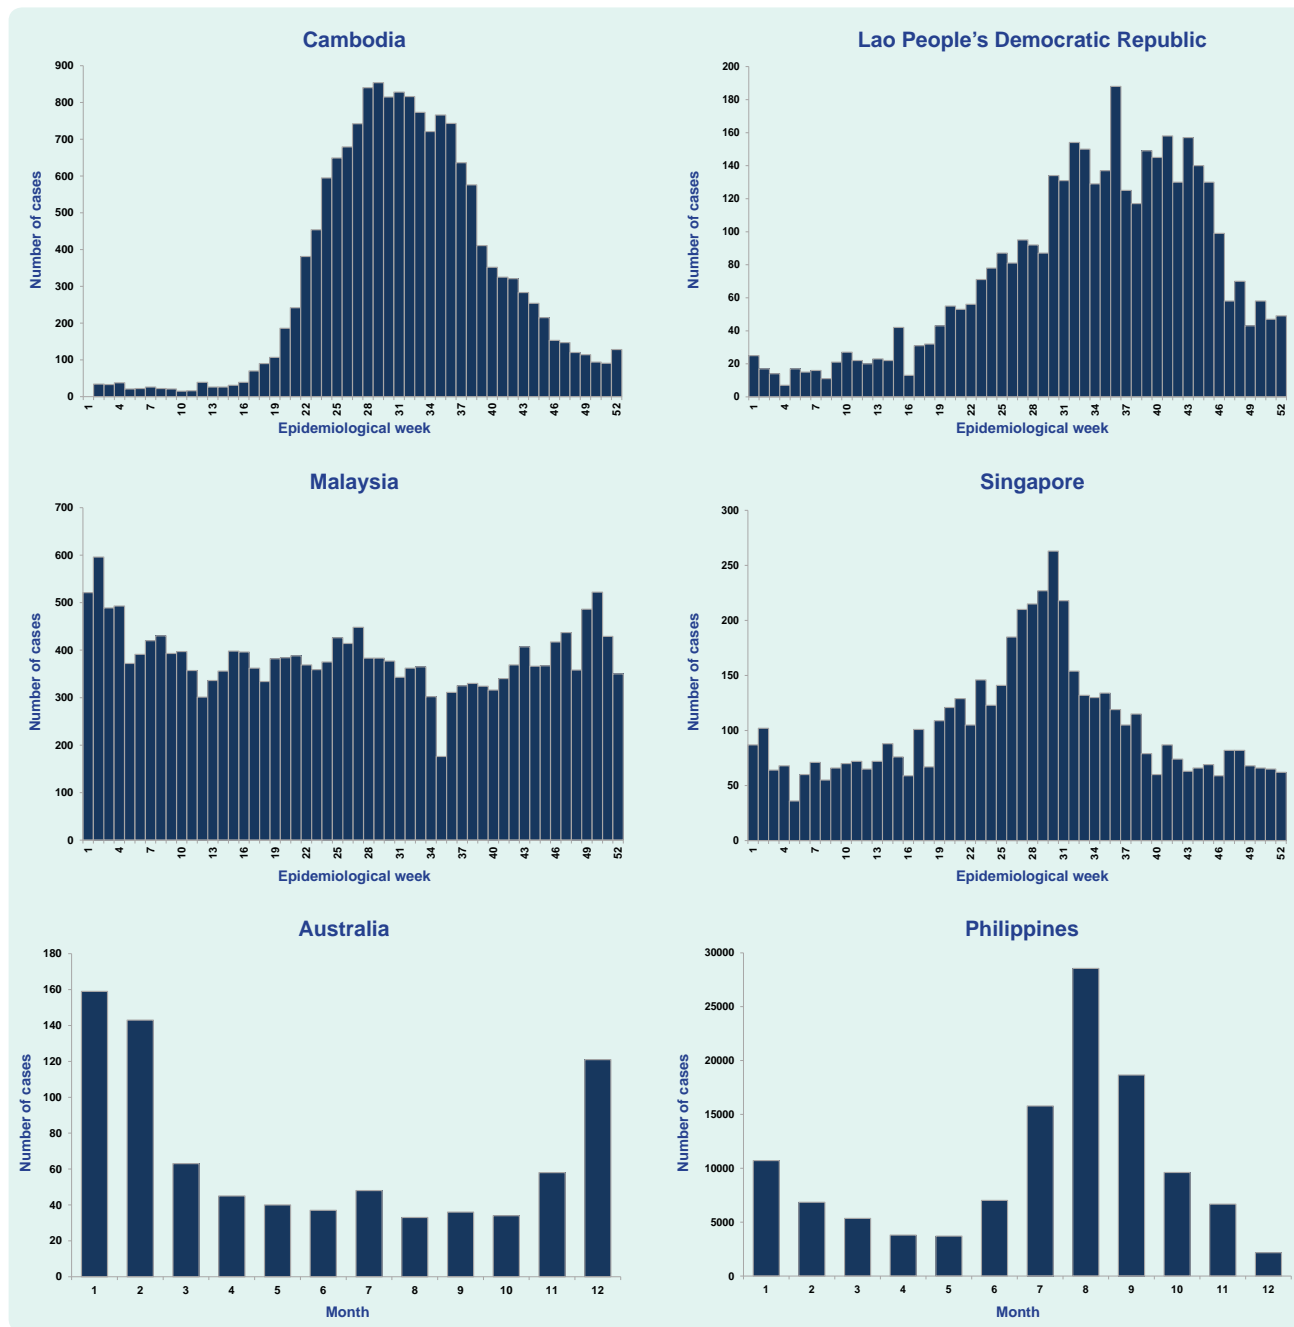 Cambodia
900
800
700
600
500
400
300
200
100
0
Number of cases
1 4 7 10 13 16 19 22 25 28 31 34 37 40 43 46 49 52
Epidemiological week
Lao People’s Democratic Republic
200
180
160
140
120
100
80
60
40
20
0
Number of cases
1 4 7 10 13 16 19 22 25 28 31 34 37 40 43 46 49 52
Epidemiological week
Malaysia
700
600
500
400
300
200
100
0
Number of cases
1 4 7 10 13 16 19 22 25 28 31 34 37 40 43 46 49 52
Epidemiological week
Singapore
300
250
200
150
100
50
0
Number of cases
1 4 7 10 13 16 19 22 25 28 31 34 37 40 43 46 49 52
Epidemiological week
Australia
180
160
140
120
100
80
60
40
20
0
Number of cases
1 2 3 4 5 6 7 8 9 10 11 12
Month
Philippines
30000
25000
20000
15000
10000
5000
0
Number of cases
1 2 3 4 5 6 7 8 9 10 11 12
Month